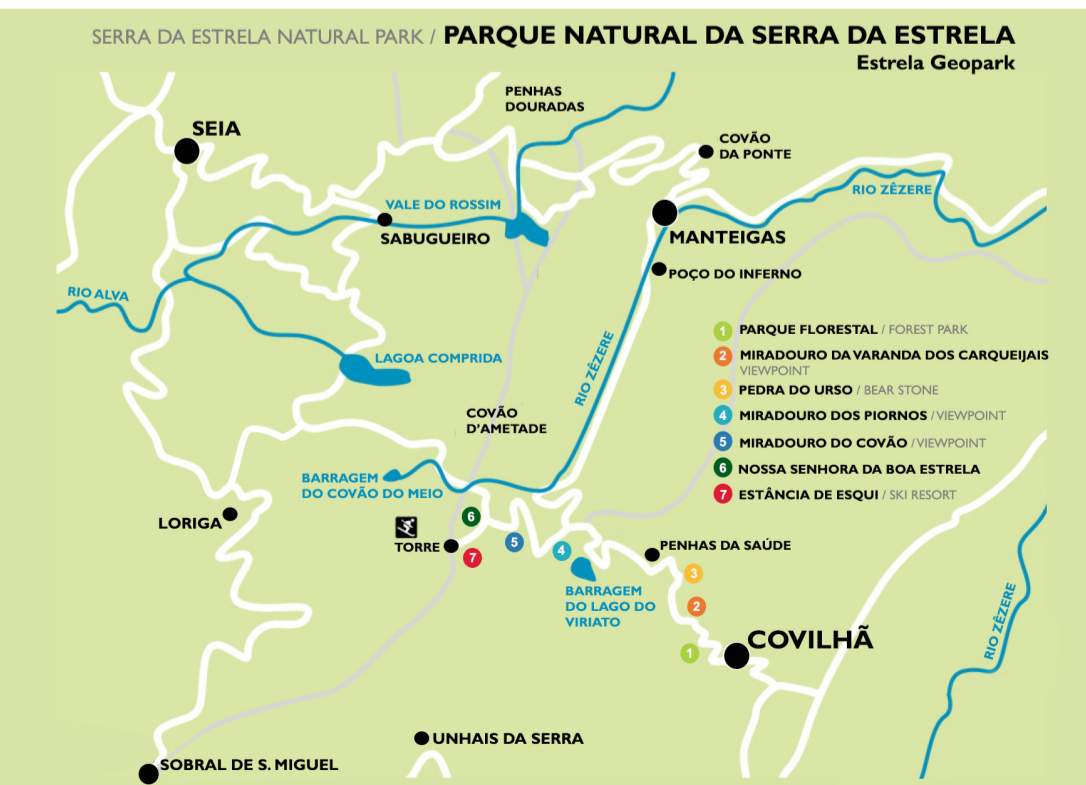 SERRA DA ESTRELA NATURAL PARK / PARQUE NATURAL DA SERRA DA ESTRELA
Estrela Geopark
PENHAS
DOURADAS
SEIA
COVÃO
DA PONTE
RIO ZÊZERE
VALE DO ROSSIM
SABUGUEIRO
MANTEIGAS
POÇO DO INFERNO
RIO ALVA
LAGOA COMPRIDA
RIO ZÊZERE
1 PARQUE FLORESTAL / FOREST PARK
2 MIRADOURO DA VARANDA DOS CARQUEIJAIS
VIEWPOINT
3 PEDRA DO URSO / BEAR STONE
4 MIRADOURO DOS PIORNOS / VIEWPOINT
5 MIRADOURO DO COVÃO / VIEWPOINT
6 NOSSA SENHORA DA BOA ESTRELA
7 ESTÂNCIA DE ESQUI / SKI RESORT
COVÃO
D'AMETADE
BARRAGEM
DO COVÃO DO MEIO
LORIGA
6
5
4
TORRE
7
PENHAS DA SAÚDE
3
BARRAGEM
DO LAGO DO
VIRIATO
2
1
COVILHÃ
RIO ZÊZERE
UNHAIS DA SERRA
SOBRAL DE S. MIGUEL